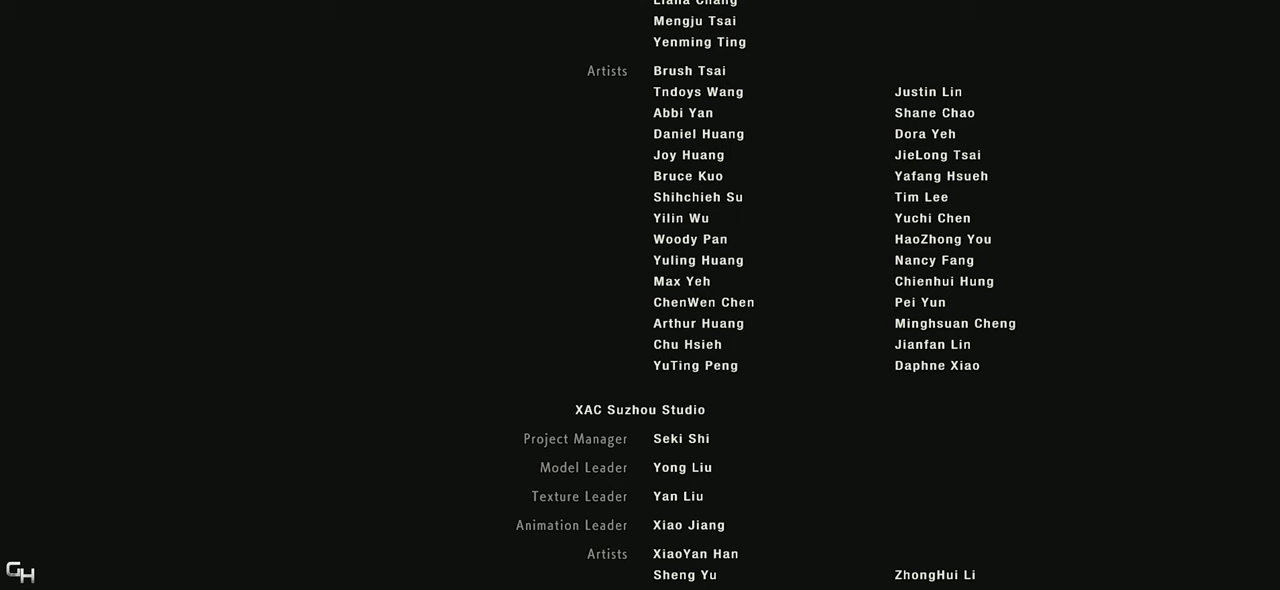 Liana Chang
Mengju Tsai
Yenming Ting
Artists Brush Tsai
Tndoys Wang Justin Lin
Abbi Yan Shane Chao
Daniel Huang Dora Yeh
Joy Huang JieLong Tsai
Bruce Kuo Yafang Hsueh
Shihchieh Su Tim Lee
Yilin Wu Yuchi Chen
Woody Pan HaoZhong You
Yuling Huang Nancy Fang
Max Yeh Chienhui Hung
ChenWen Chen Pei Yun
Arthur Huang Minghsuan Cheng
Chu Hsieh Jianfan Lin
YuTing Peng Daphne Xiao
XAC Suzhou Studio
Project Manager Seki Shi
Model Leader Yong Liu
Texture Leader Yan Liu
Animation Leader Xiao Jiang
Artists XiaoYan Han
Sheng Yu ZhongHui Li
GH